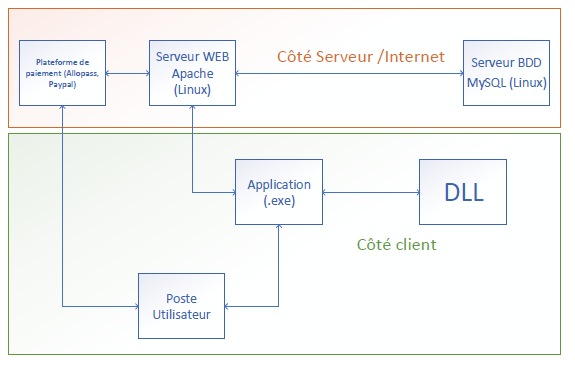 Plateforme de
paiement (Allopass,
Paypal)
Serveur WEB
Apache
(Linux)
Côté Serveur /Internet
Serveur BDD
MySQL (Linux)
Application
(.exe)
DLL
Côté client
Poste
Utilisateur